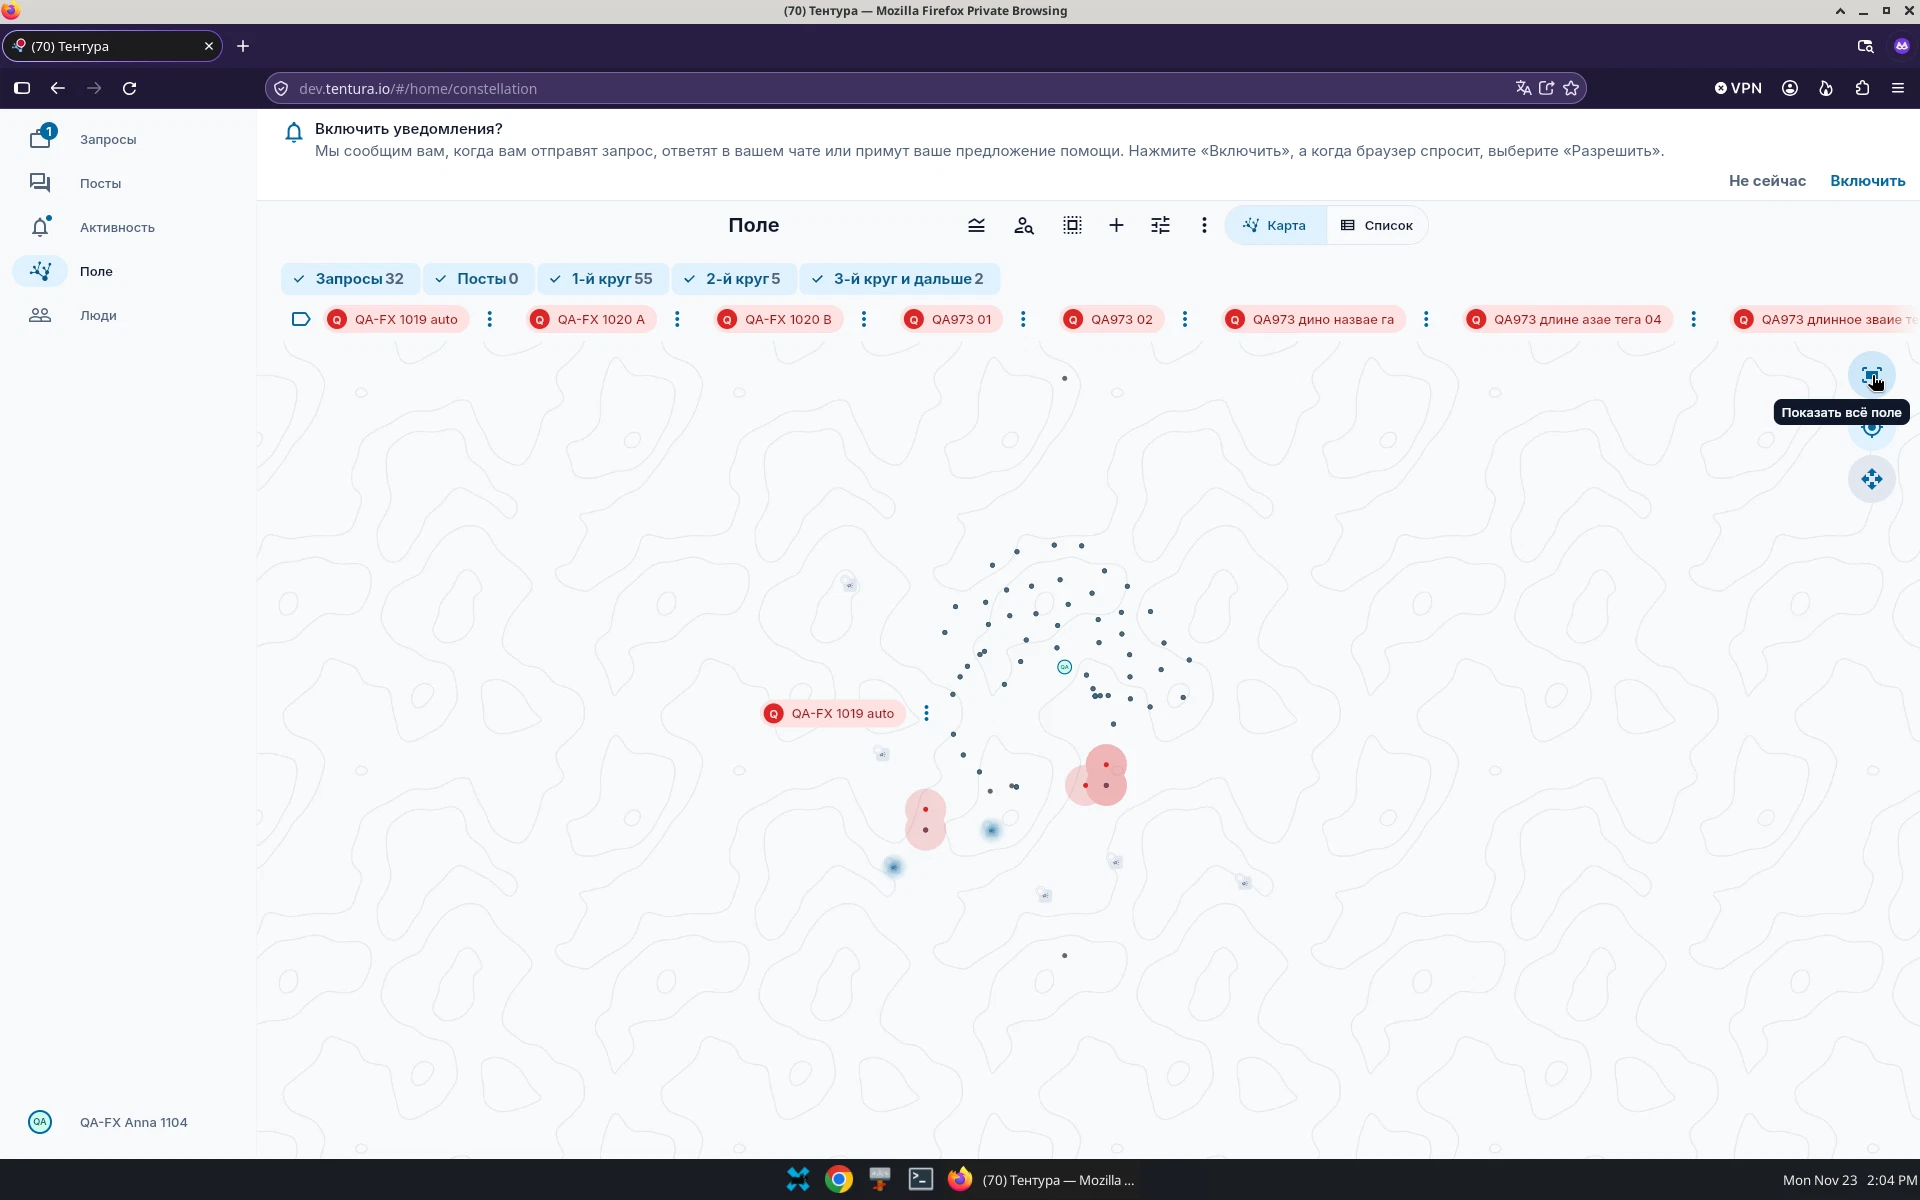 (70) Тентура — Mozilla Firefox Private Browsing
(70) Тентура
dev.tentura.io/#/home/constellation
VPN
1
Запросы
Посты
Активность
Поле
Люди
QA
QA-FX Anna 1104
Включить уведомления?
Мы сообщим вам, когда вам отправят запрос, ответят в вашем чате или примут ваше предложение помощи. Нажмите «Включить», а когда браузер спросит, выберите «Разрешить».
Не сейчас
Включить
Поле
Карта
Список
Запросы 32
Посты 0
1-й круг 55
2-й круг 5
3-й круг и дальше 2
Q QA-FX 1019 auto
Q QA-FX 1020 A
Q QA-FX 1020 B
Q QA973 01
Q QA973 02
Q QA973 дино назвае га
Q QA973 длине азае тега 04
Q QA973 длинное зваие те
Показать всё поле
QA
Q QA-FX 1019 auto
(70) Тентура — Mozilla ...
Mon Nov 23 2:04 PM